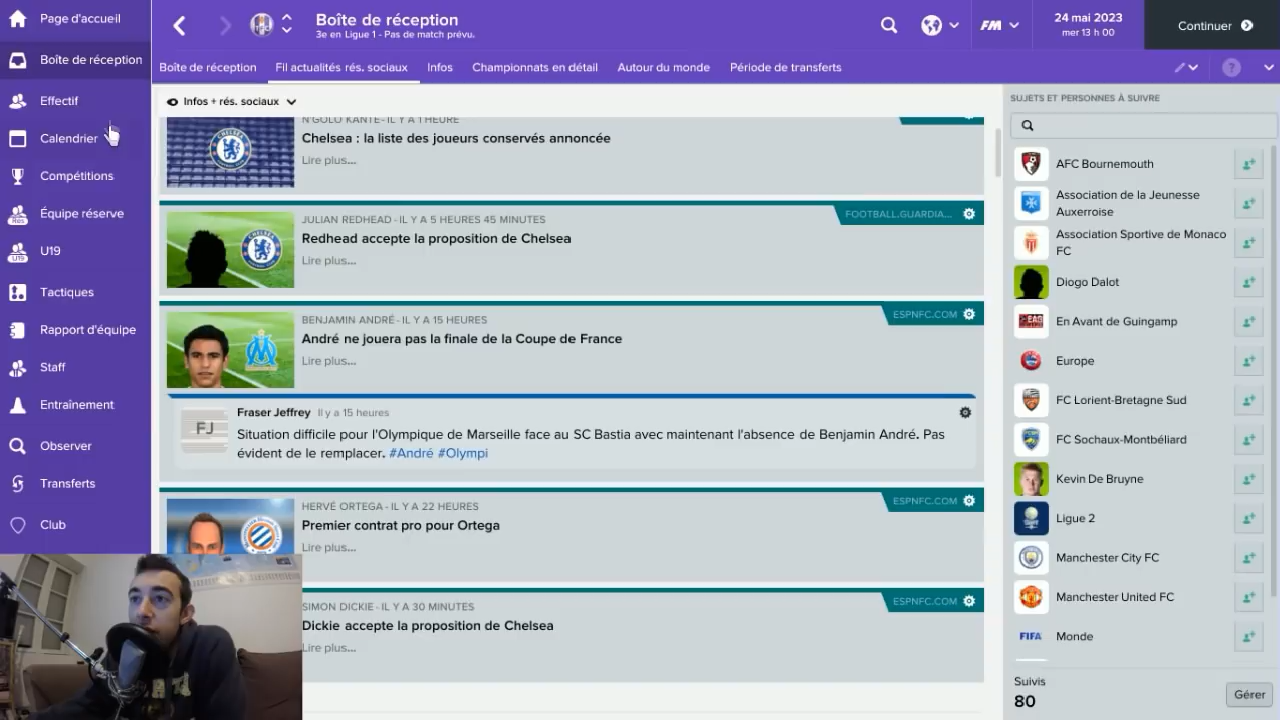 Page d'accueil
Boîte de réception
Effectif
Calendrier
Compétitions
Équipe réserve
U19
Tactiques
Rapport d'équipe
Staff
Entraînement
Observer
Transferts
Club
Boîte de réception
3e en Ligue 1 - Pas de match prévu.
FM
24 mai 2023
mer 13 h 00
Continuer
Boîte de réception
Fil actualités rés. sociaux
Infos
Championnats en détail
Autour du monde
Période de transferts
?
Infos + rés. sociaux
N'GOLO KANTÉ - IL Y A 1 HEURE
Chelsea : la liste des joueurs conservés annoncée
Lire plus...
JULIAN REDHEAD - IL Y A 5 HEURES 45 MINUTES
FOOTBALL.GUARDIA...
Redhead accepte la proposition de Chelsea
Lire plus...
BENJAMIN ANDRÉ - IL Y A 15 HEURES
ESPNFC.COM
André ne jouera pas la finale de la Coupe de France
Lire plus...
FJ
Fraser Jeffrey Il y a 15 heures
Situation difficile pour l'Olympique de Marseille face au SC Bastia avec maintenant l'absence de Benjamin André. Pas
évident de le remplacer. #André #Olympi
HERVÉ ORTEGA - IL Y A 22 HEURES
ESPNFC.COM
Premier contrat pro pour Ortega
Lire plus...
SIMON DICKIE - IL Y A 30 MINUTES
ESPNFC.COM
Dickie accepte la proposition de Chelsea
Lire plus...
SUJETS ET PERSONNES À SUIVRE
AFC Bournemouth
Association de la Jeunesse
Auxerroise
Association Sportive de Monaco
FC
Diogo Dalot
En Avant de Guingamp
Europe
FC Lorient-Bretagne Sud
FC Sochaux-Montbéliard
Kevin De Bruyne
Ligue 2
Manchester City FC
Manchester United FC
FIFA
Monde
Suivis
80
Gérer